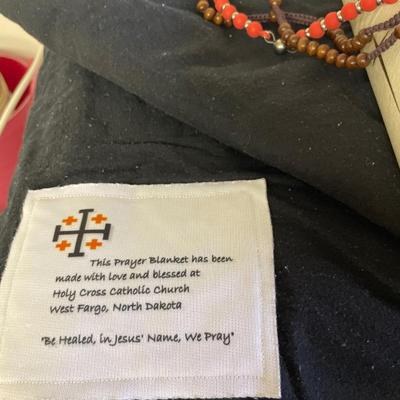 This Prayer Blanket has been
made with love and blessed at
Holy Cross Catholic Church
West Fargo, North Dakota
"Be Healed, in Jesus' Name, We Pray"